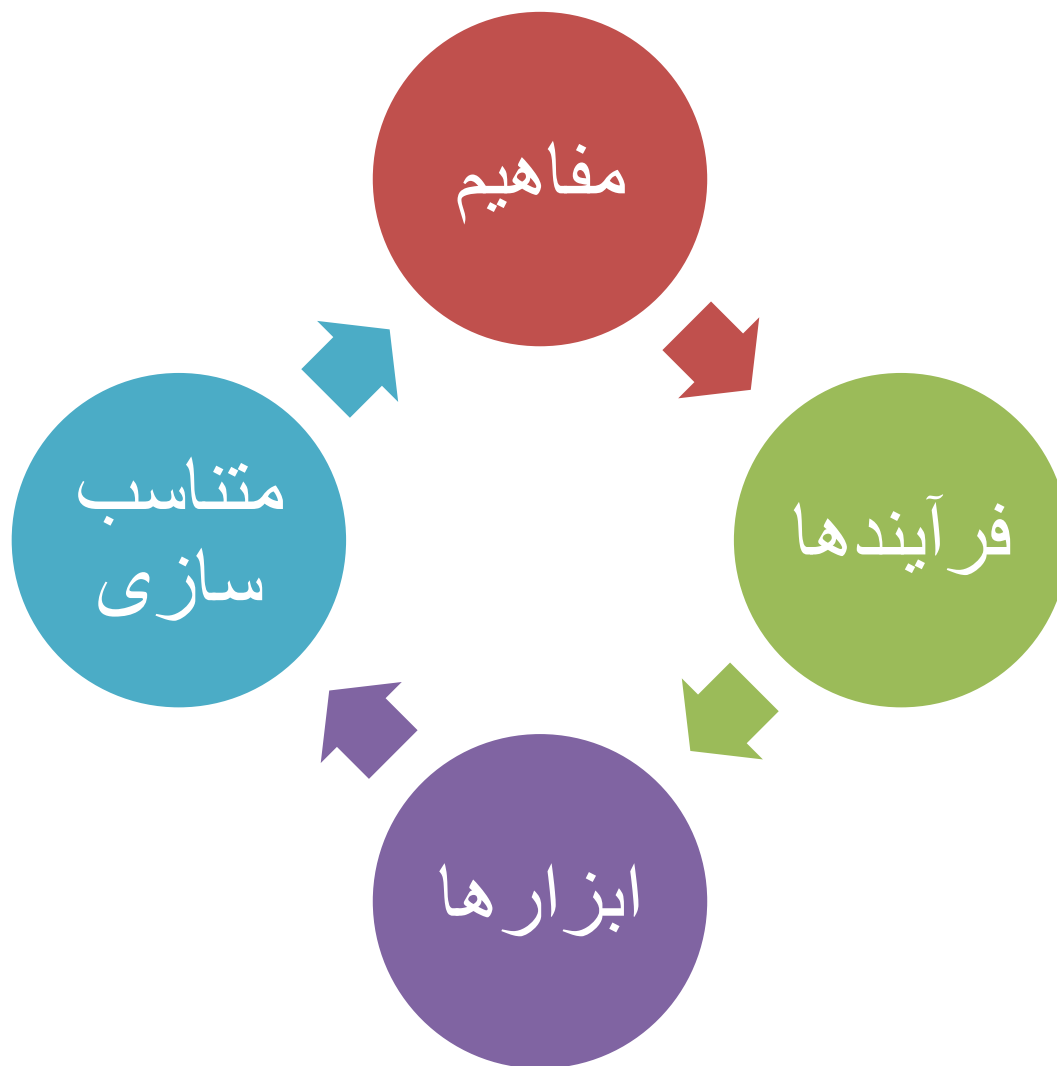 مفاهیم
فرآیندها
ابزارها
متناسب
سازی